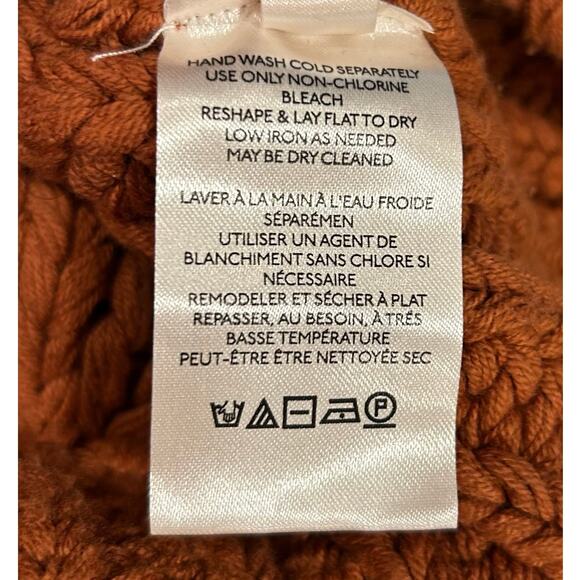 HAND WASH COLD SEPARATELY
USE ONLY NON-CHLORINE
BLEACH
RESHAPE & LAY FLAT TO DRY
LOW IRON AS NEEDED
MAY BE DRY CLEANED
LAVER À LA MAIN À L'EAU FROIDE
SÉPARÉMEN
UTILISER UN AGENT DE
BLANCHIMENT SANS CHLORE SI
NÉCESSAIRE
REMODELER ET SÉCHER À PLAT
REPASSER, AU BESOIN, À TRÉS
BASSE TEMPÉRATURE
PEUT-ÊTRE ÊTRE NETTOYÉE SEC
P